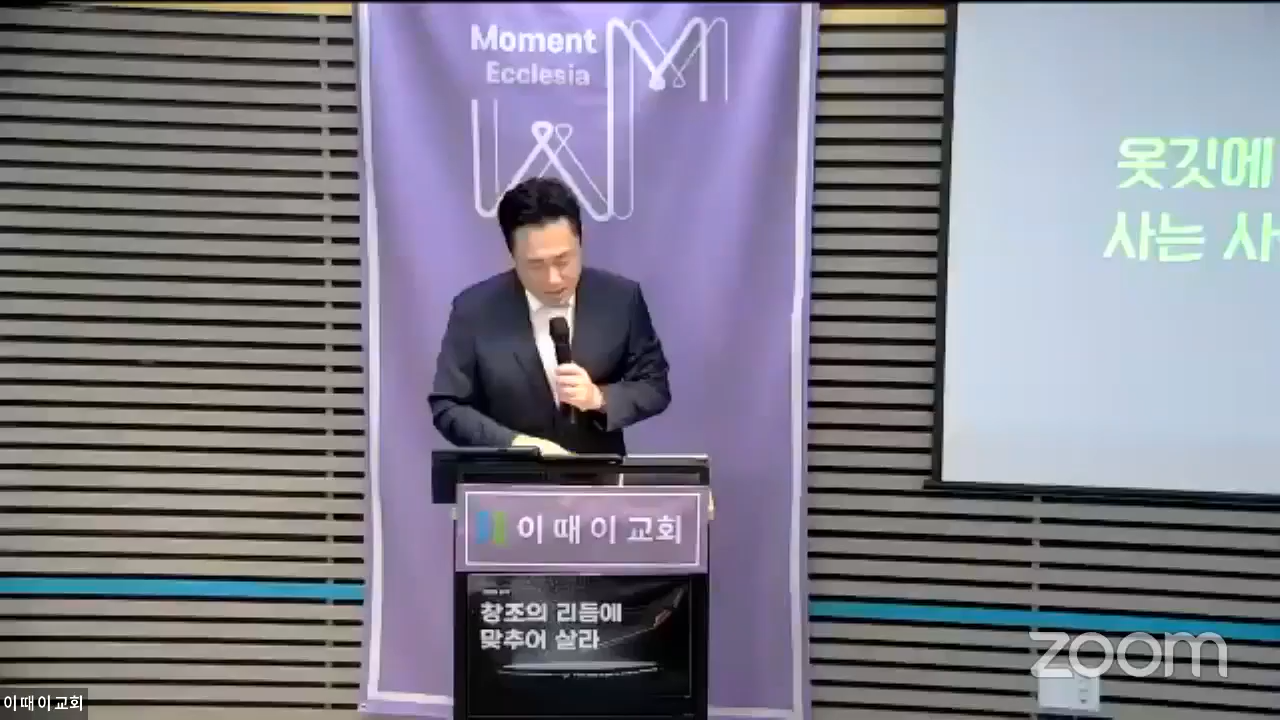 Moment
Ecclesia
옷깃에
사는 사
이 때 이 교회
창조의 리듬에
맞추어 살라
zoom
이 때 이 교회